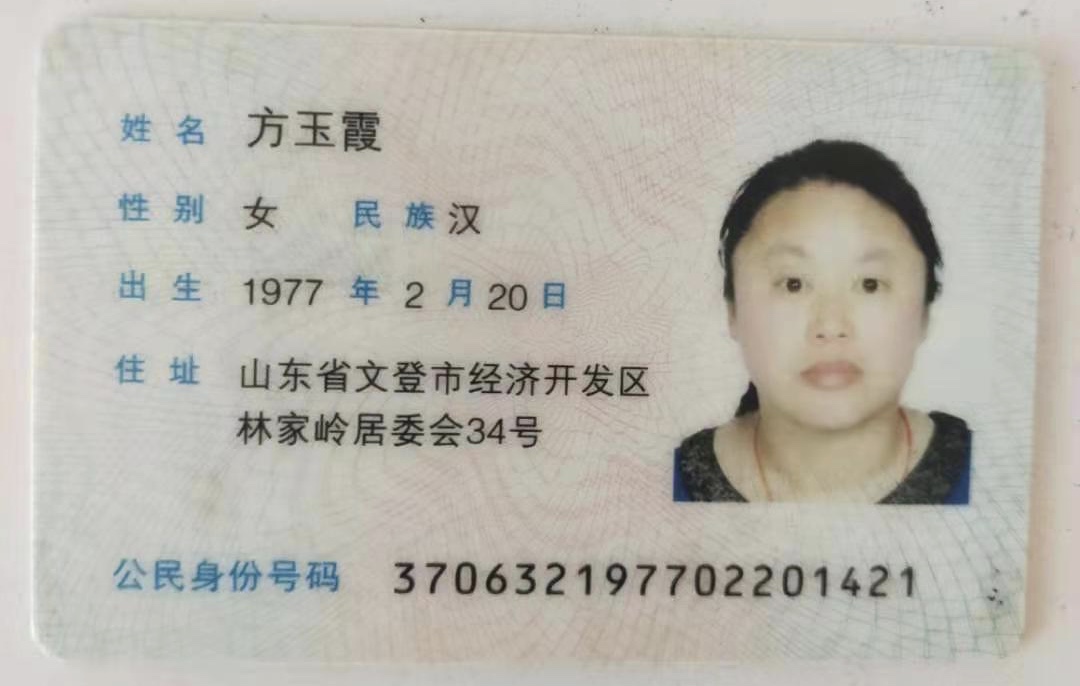 姓名 方玉霞
性别 女 民族 汉
出生 1977 年 2 月 20 日
住址 山东省文登市经济开发区
林家岭居委会34号
公民身份号码 370632197702201421